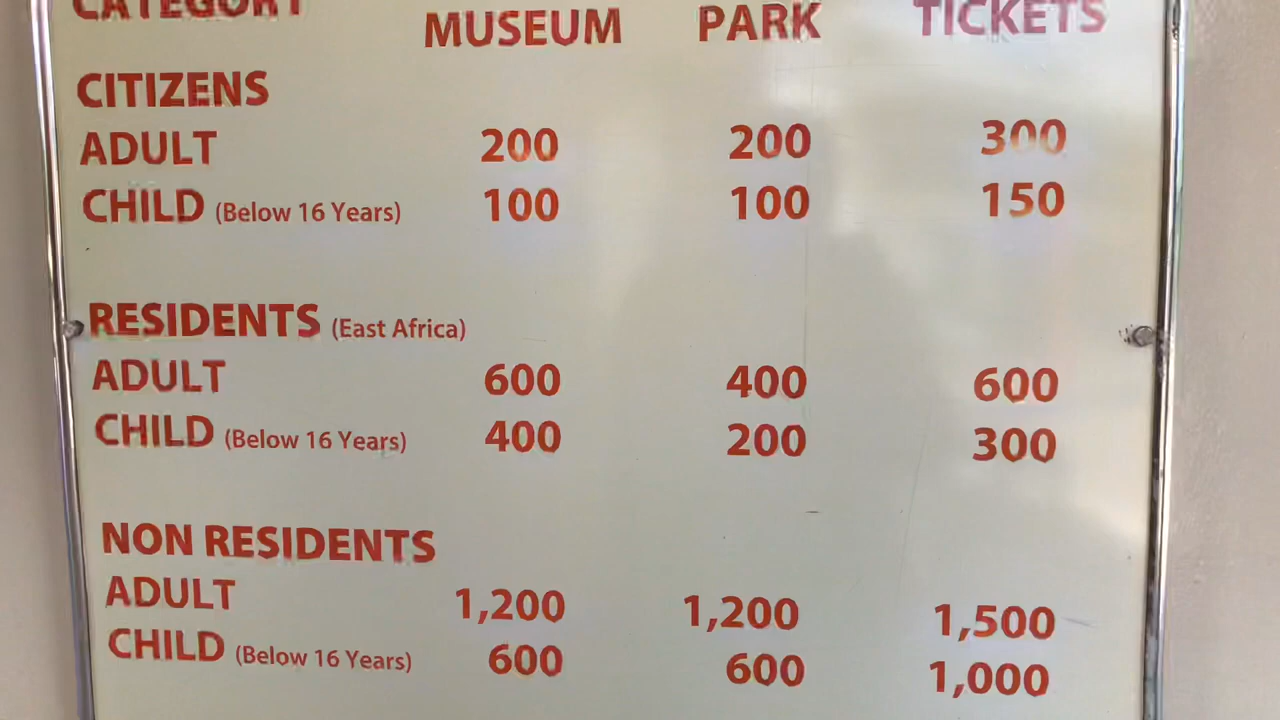 CATEGORY MUSEUM PARK TICKETS
CITIZENS
ADULT 200 200 300
CHILD (Below 16 Years) 100 100 150
RESIDENTS (East Africa)
ADULT 600 400 600
CHILD (Below 16 Years) 400 200 300
NON RESIDENTS
ADULT 1,200 1,200 1,500
CHILD (Below 16 Years) 600 600 1,000